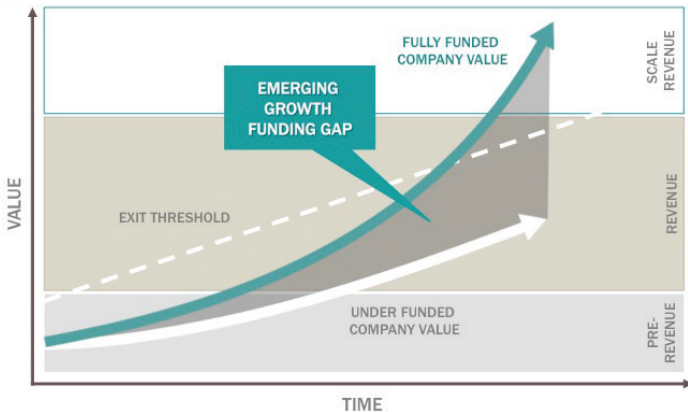 FULLY FUNDED
COMPANY VALUE
SCALE
REVENUE
EMERGING
GROWTH
FUNDING GAP
VALUE
EXIT THRESHOLD
REVENUE
UNDER FUNDED
COMPANY VALUE
PRE-
REVENUE
TIME